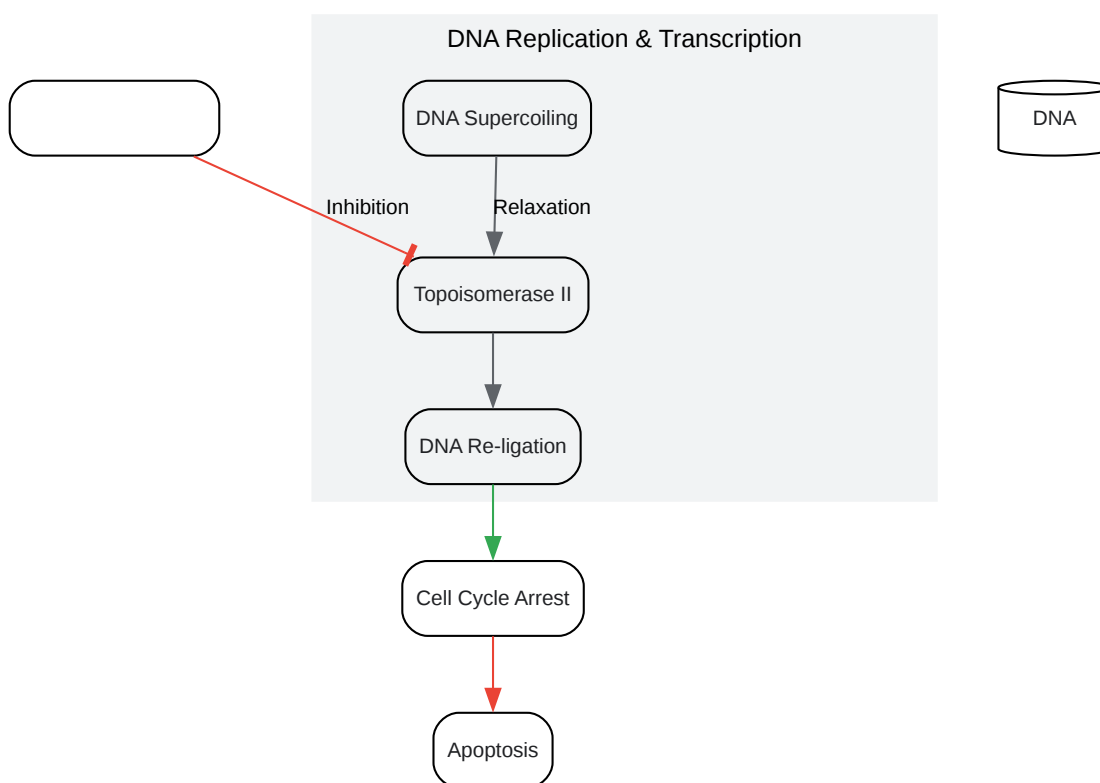 DNA Replication & Transcription
DNA Supercoiling
DNA
Inhibition
Relaxation
Topoisomerase II
DNA Re-ligation
Cell Cycle Arrest
Apoptosis